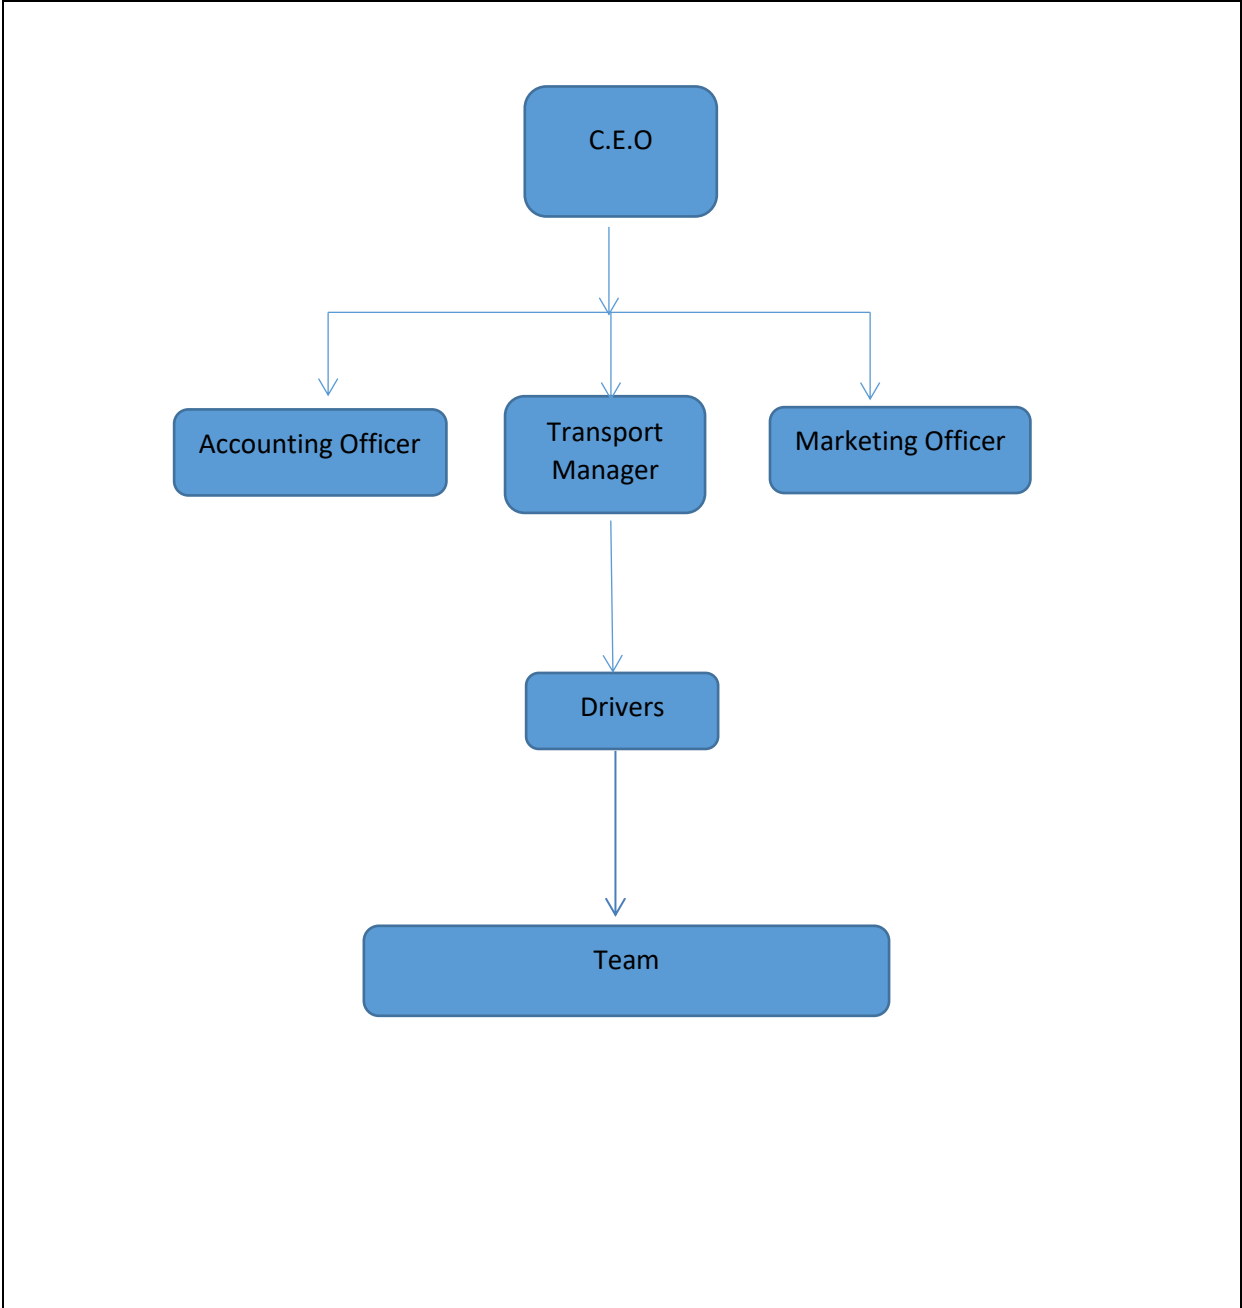 C.E.O
Accounting Officer
Transport
Manager
Marketing Officer
Drivers
Team